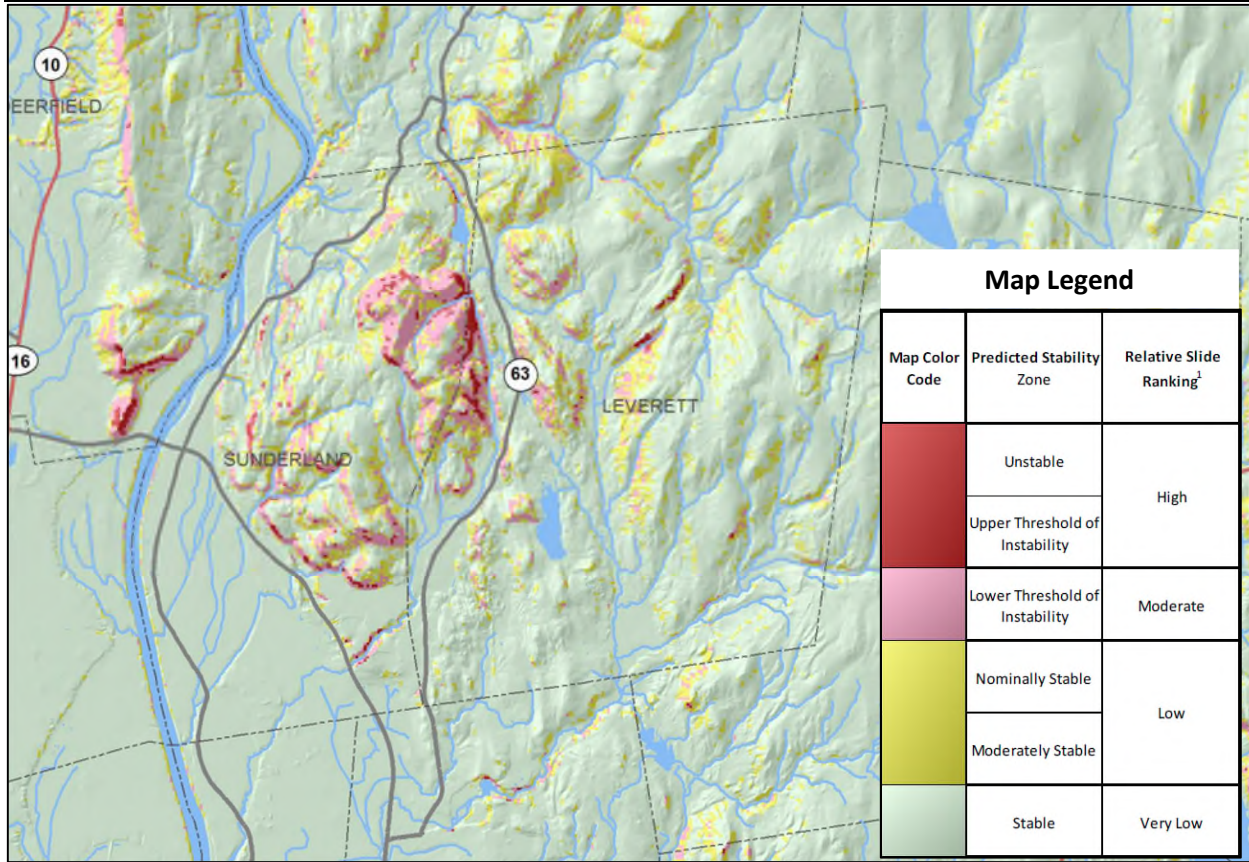 10
EERFIELD
16
63
LEVERETT
SUNDERLAND
Map Legend
Map Color
Code
Predicted Stability
Zone
Relative Slide
Ranking1
Unstable
High
Upper Threshold of
Instability
Lower Threshold of
Instability
Moderate
Nominally Stable
Low
Moderately Stable
Stable
Very Low